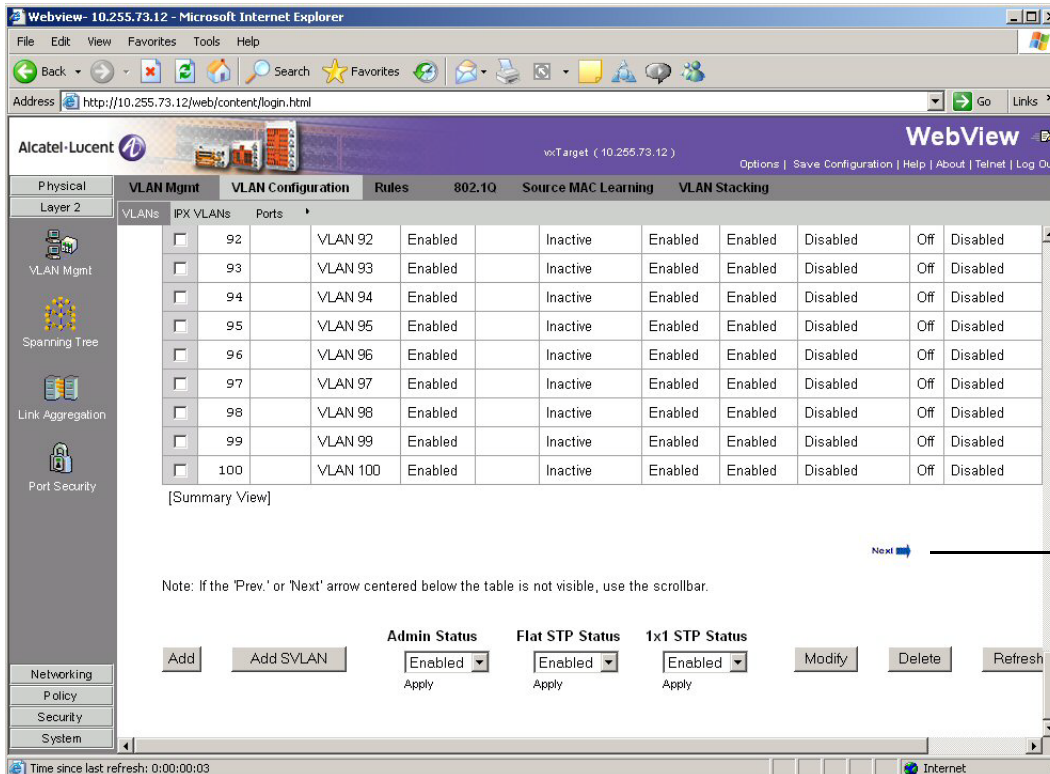 Webview- 10.255.73.12 - Microsoft Internet Explorer
File Edit View Favorites Tools Help
Back Search Favorites
Address http://10.255.73.12/web/content/login.html Go Links
Alcatel·Lucent vxTarget ( 10.255.73.12 ) WebView
Options | Save Configuration | Help | About | Telnet | Log Ou
Physical VLAN Mgmt VLAN Configuration Rules 802.1Q Source MAC Learning VLAN Stacking
Layer 2 VLANs IPX VLANs Ports
VLAN Mgmt
Spanning Tree
Link Aggregation
Port Security
92 VLAN 92 Enabled Inactive Enabled Enabled Disabled Off Disabled
93 VLAN 93 Enabled Inactive Enabled Enabled Disabled Off Disabled
94 VLAN 94 Enabled Inactive Enabled Enabled Disabled Off Disabled
95 VLAN 95 Enabled Inactive Enabled Enabled Disabled Off Disabled
96 VLAN 96 Enabled Inactive Enabled Enabled Disabled Off Disabled
97 VLAN 97 Enabled Inactive Enabled Enabled Disabled Off Disabled
98 VLAN 98 Enabled Inactive Enabled Enabled Disabled Off Disabled
99 VLAN 99 Enabled Inactive Enabled Enabled Disabled Off Disabled
100 VLAN 100 Enabled Inactive Enabled Enabled Disabled Off Disabled
[Summary View]
Next
Note: If the 'Prev.' or 'Next' arrow centered below the table is not visible, use the scrollbar.
Admin Status Flat STP Status 1x1 STP Status
Add Add SVLAN Enabled Enabled Enabled Modify Delete Refresh
Apply Apply Apply
Networking
Policy
Security
System
Time since last refresh: 0:00:00:03 Internet